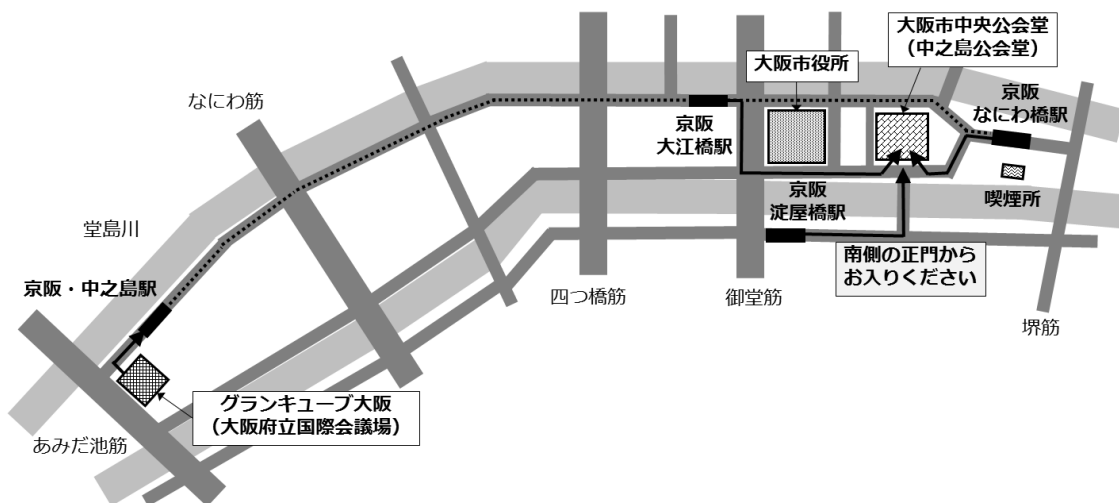 大阪市中央公会堂
(中之島公会堂)
大阪市役所
なにわ筋
京阪
大江橋駅
京阪
なにわ橋駅
喫煙所
京阪
淀屋橋駅
堂島川
南側の正門から
お入りください
京阪・中之島駅
四つ橋筋
御堂筋
堺筋
グランキューブ大阪
(大阪府立国際会議場)
あみだ池筋